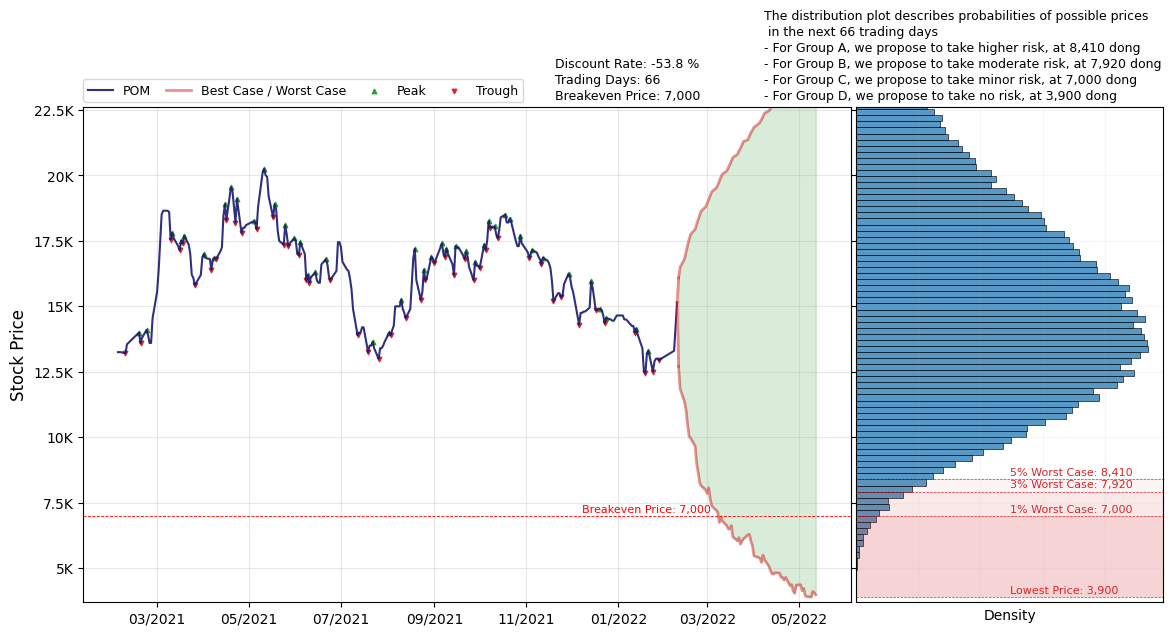 The distribution plot describes probabilities of possible prices
in the next 66 trading days
- For Group A, we propose to take higher risk, at 8,410 dong
- For Group B, we propose to take moderate risk, at 7,920 dong
- For Group C, we propose to take minor risk, at 7,000 dong
- For Group D, we propose to take no risk, at 3,900 dong
Discount Rate: -53.8 %
Trading Days: 66
Breakeven Price: 7,000
POM
Best Case / Worst Case
Peak
Trough
Stock Price
22.5K
20K
17.5K
15K
12.5K
10K
7.5K
5K
Breakeven Price: 7,000
03/2021
05/2021
07/2021
09/2021
11/2021
01/2022
03/2022
05/2022
5% Worst Case: 8,410
3% Worst Case: 7,920
1% Worst Case: 7,000
Lowest Price: 3,900
Density